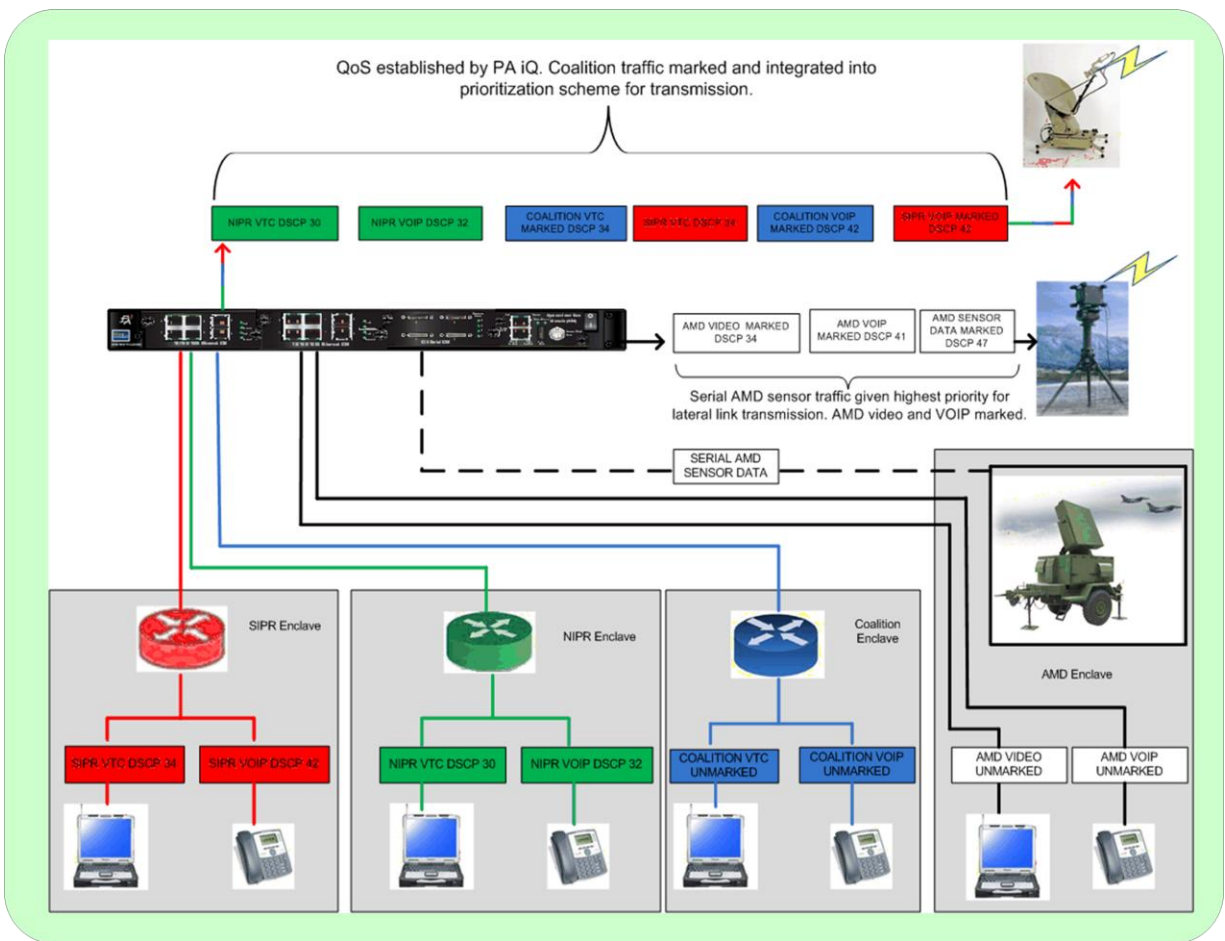 QoS established by PA iQ. Coalition traffic marked and integrated into
prioritization scheme for transmission.
NIPR VTC DSCP 30
NIPR VOIP DSCP 32
COALITION VTC
MARKED DSCP 34
SIPR VTC DSCP
COALITION VOIP
MARKED DSCP 42
SIPR VOIP MARKED
DSCP 42
AMD VIDEO MARKED
DSCP 34
AMD VOIP
MARKED DSCP 41
AMD SENSOR
DATA MARKED
DSCP 47
Serial AMD sensor traffic given highest priority for
lateral link transmission. AMD video and VOIP marked.
SERIAL AMD
SENSOR DATA
SIPR Enclave
NIPR Enclave
Coalition
Enclave
AMD Enclave
SIPR VTC DSCP 34
SIPR VOIP DSCP 42
NIPR VTC DSCP 30
NIPR VOIP DSCP 32
COALITION VTC
UNMARKED
COALITION VOIP
UNMARKED
AMD VIDEO
UNMARKED
AMD VOIP
UNMARKED